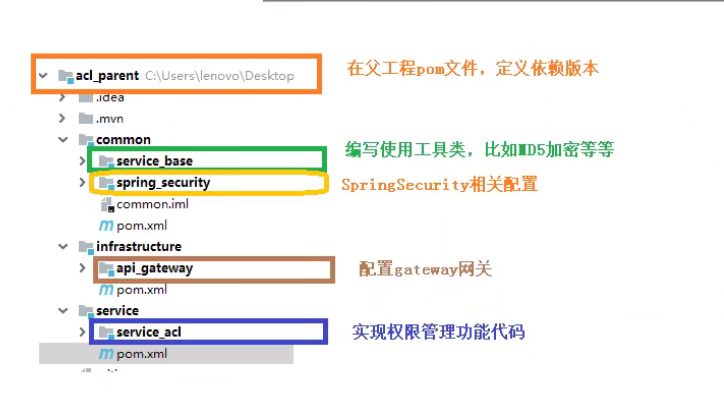 acl_parent C:\Users\lenovo\Desktop 在父工程pom文件，定义依赖版本
.idea
.mvn
common
service_base 编写使用工具类，比如MD5加密等等
spring_security SpringSecurity相关配置
common.iml
pom.xml
infrastructure
api_gateway 配置gateway网关
pom.xml
service
service_acl 实现权限管理功能代码
pom.xml